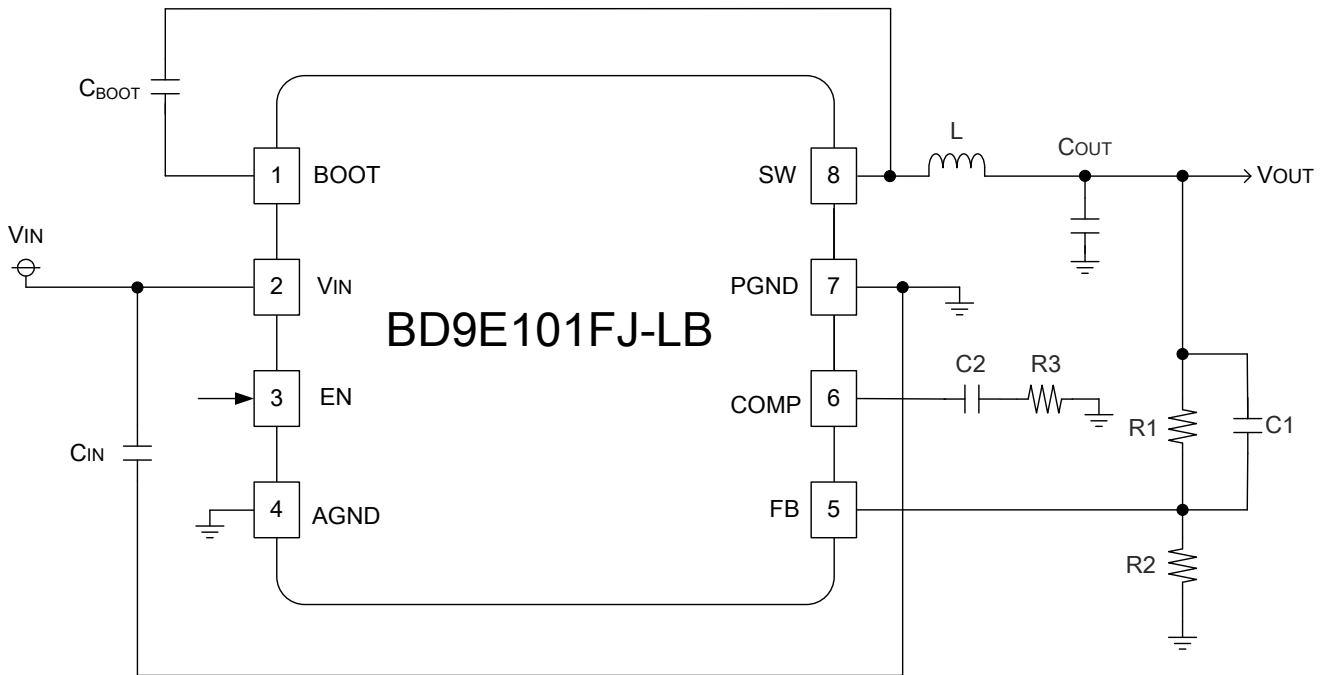 CBOOT
1
BOOT
SW
8
L
COUT
VOUT
VIN
2
VIN
PGND
7
BD9E101FJ-LB
3
EN
COMP
6
C2
R3
R1
C1
CIN
4
AGND
FB
5
R2